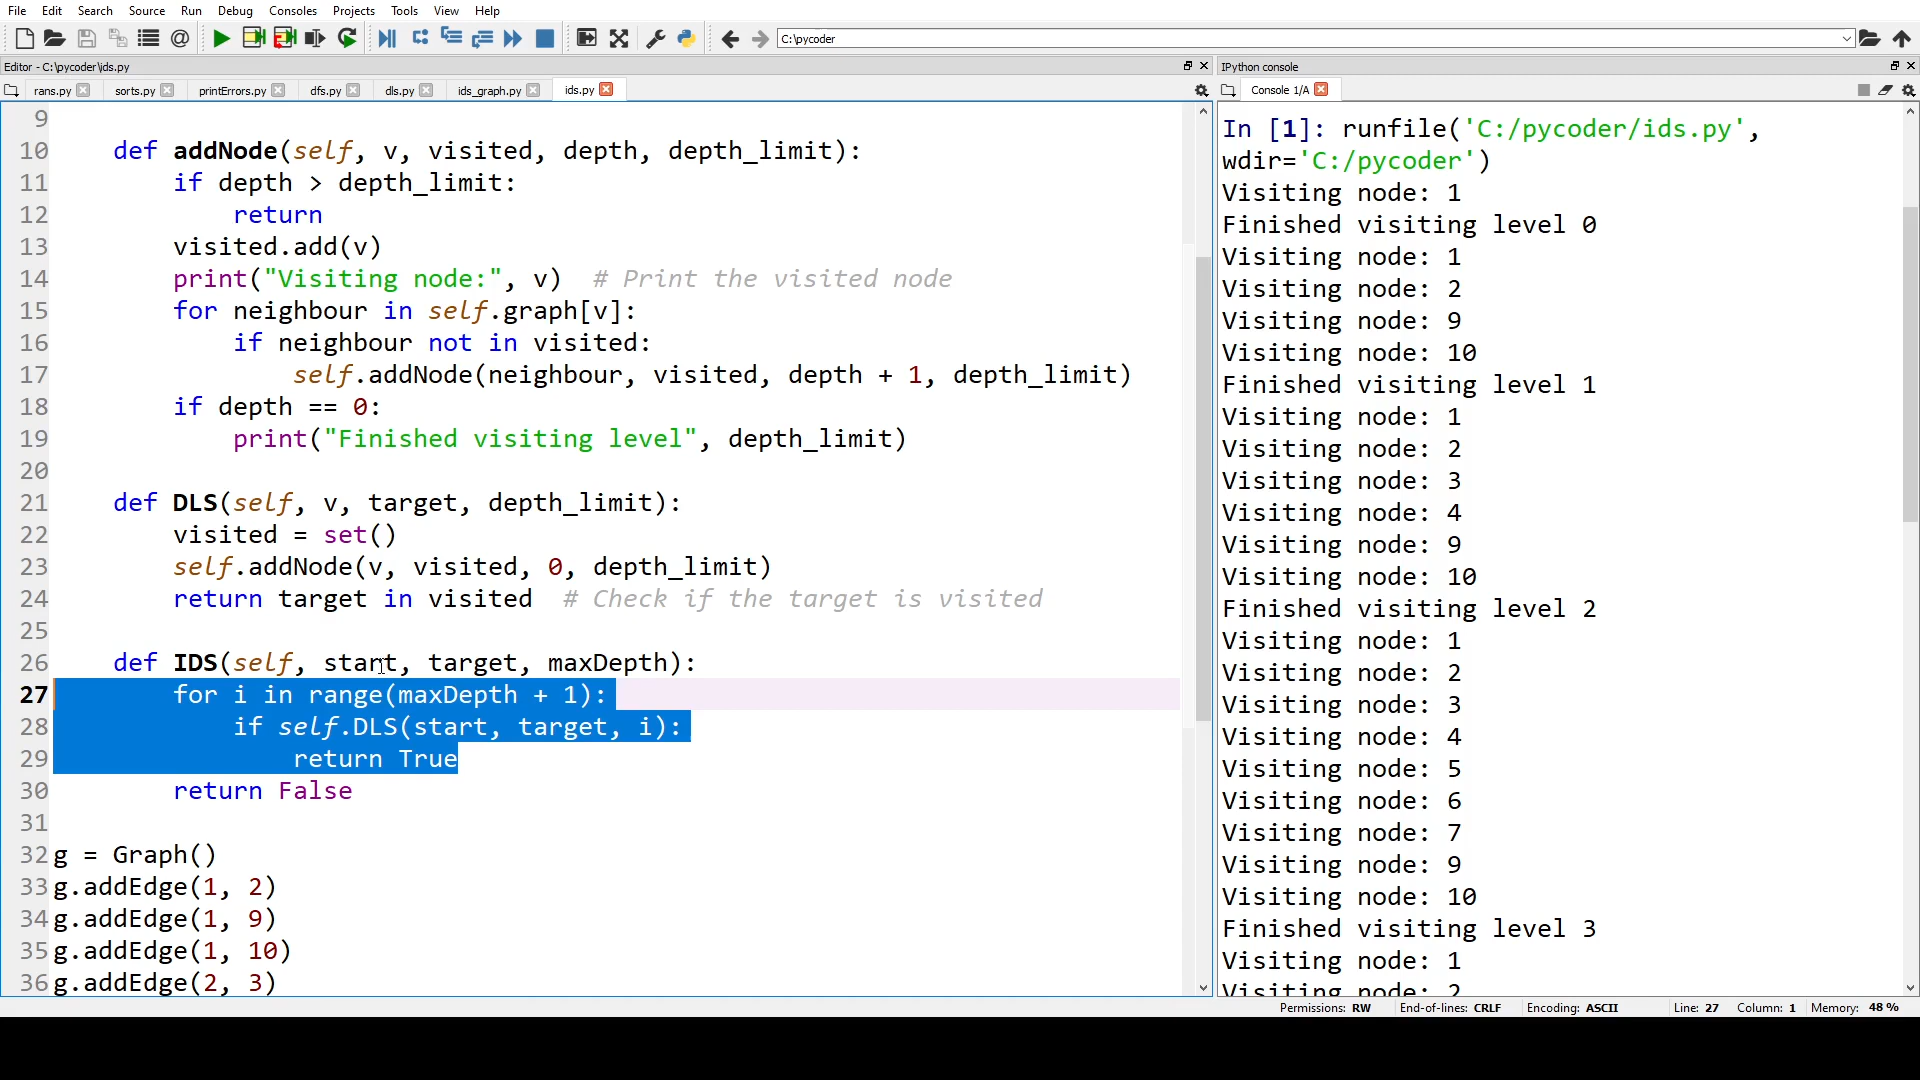 File Edit Search Source Run Debug Consoles Projects Tools View Help
C:\pycoder
Editor - C:\pycoder\ids.py
rans.py sorts.py printErrors.py dfs.py dls.py ids_graph.py ids.py
9
10     def addNode(self, v, visited, depth, depth_limit):
11         if depth > depth_limit:
12             return
13         visited.add(v)
14         print("Visiting node:", v)  # Print the visited node
15         for neighbour in self.graph[v]:
16             if neighbour not in visited:
17                 self.addNode(neighbour, visited, depth + 1, depth_limit)
18         if depth == 0:
19             print("Finished visiting level", depth_limit)
20
21     def DLS(self, v, target, depth_limit):
22         visited = set()
23         self.addNode(v, visited, 0, depth_limit)
24         return target in visited  # Check if the target is visited
25
26     def IDS(self, start, target, maxDepth):
27         for i in range(maxDepth + 1):
28             if self.DLS(start, target, i):
29                 return True
30         return False
31
32 g = Graph()
33 g.addEdge(1, 2)
34 g.addEdge(1, 9)
35 g.addEdge(1, 10)
36 g.addEdge(2, 3)
IPython console
Console 1/A
In [1]: runfile('C:/pycoder/ids.py',
wdir='C:/pycoder')
Visiting node: 1
Finished visiting level 0
Visiting node: 1
Visiting node: 2
Visiting node: 9
Visiting node: 10
Finished visiting level 1
Visiting node: 1
Visiting node: 2
Visiting node: 3
Visiting node: 4
Visiting node: 9
Visiting node: 10
Finished visiting level 2
Visiting node: 1
Visiting node: 2
Visiting node: 3
Visiting node: 4
Visiting node: 5
Visiting node: 6
Visiting node: 7
Visiting node: 9
Visiting node: 10
Finished visiting level 3
Visiting node: 1
Visiting node: 2
Permissions: RW End-of-lines: CRLF Encoding: ASCII Line: 27 Column: 1 Memory: 48 %